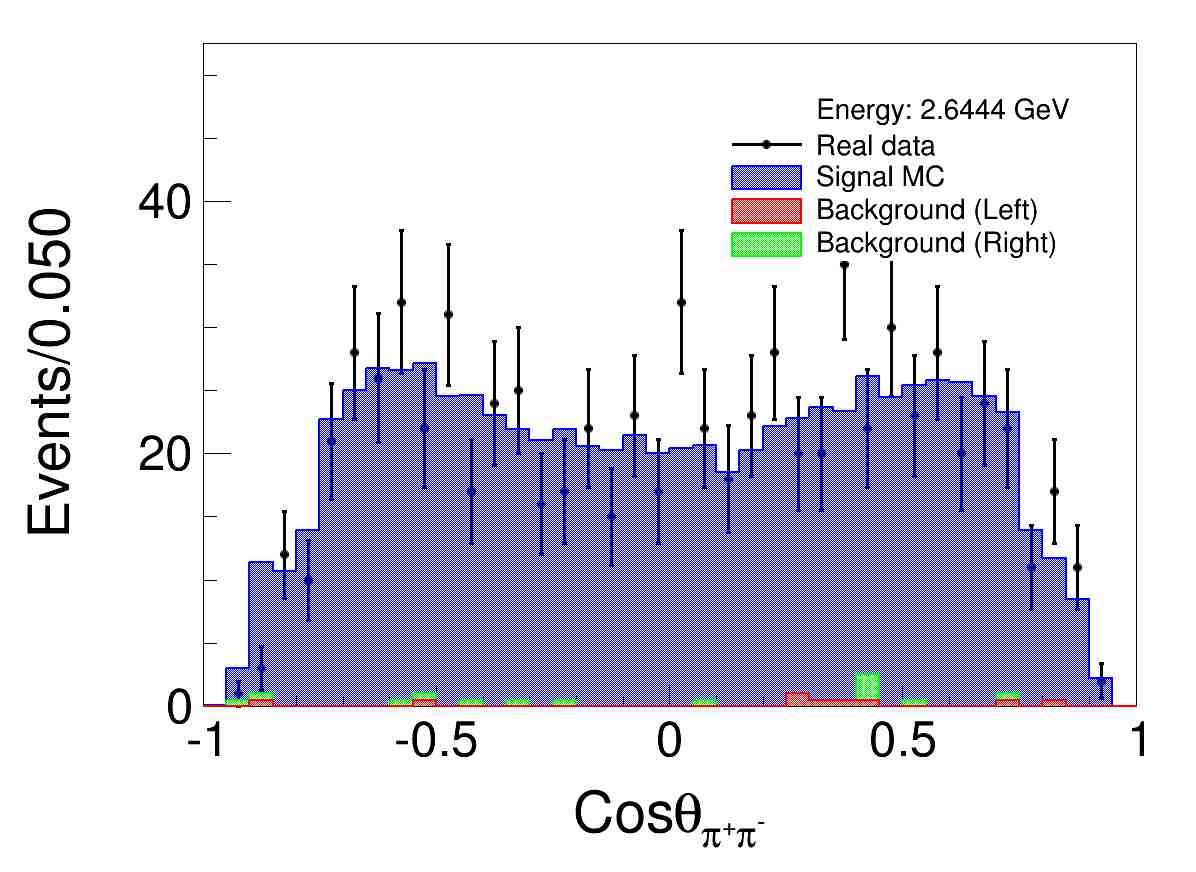 Energy: 2.6444 GeV
Real data
Signal MC
Background (Left)
Background (Right)
Events/0.050
40
20
0
-1 -0.5 0 0.5 1
Cosθπ⁺π⁻